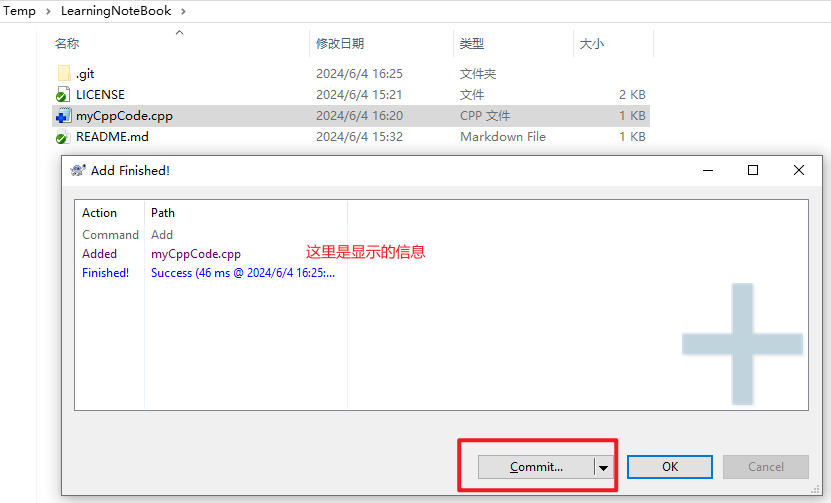 Temp > LearningNoteBook >
名称 修改日期 类型 大小
.git 2024/6/4 16:25 文件夹
LICENSE 2024/6/4 15:21 文件 2 KB
myCppCode.cpp 2024/6/4 16:20 CPP 文件 1 KB
README.md 2024/6/4 15:32 Markdown File 1 KB
Add Finished!
Action Path
Command Add
Added myCppCode.cpp 这里是显示的信息
Finished! Success (46 ms @ 2024/6/4 16:25:...
Commit... OK Cancel